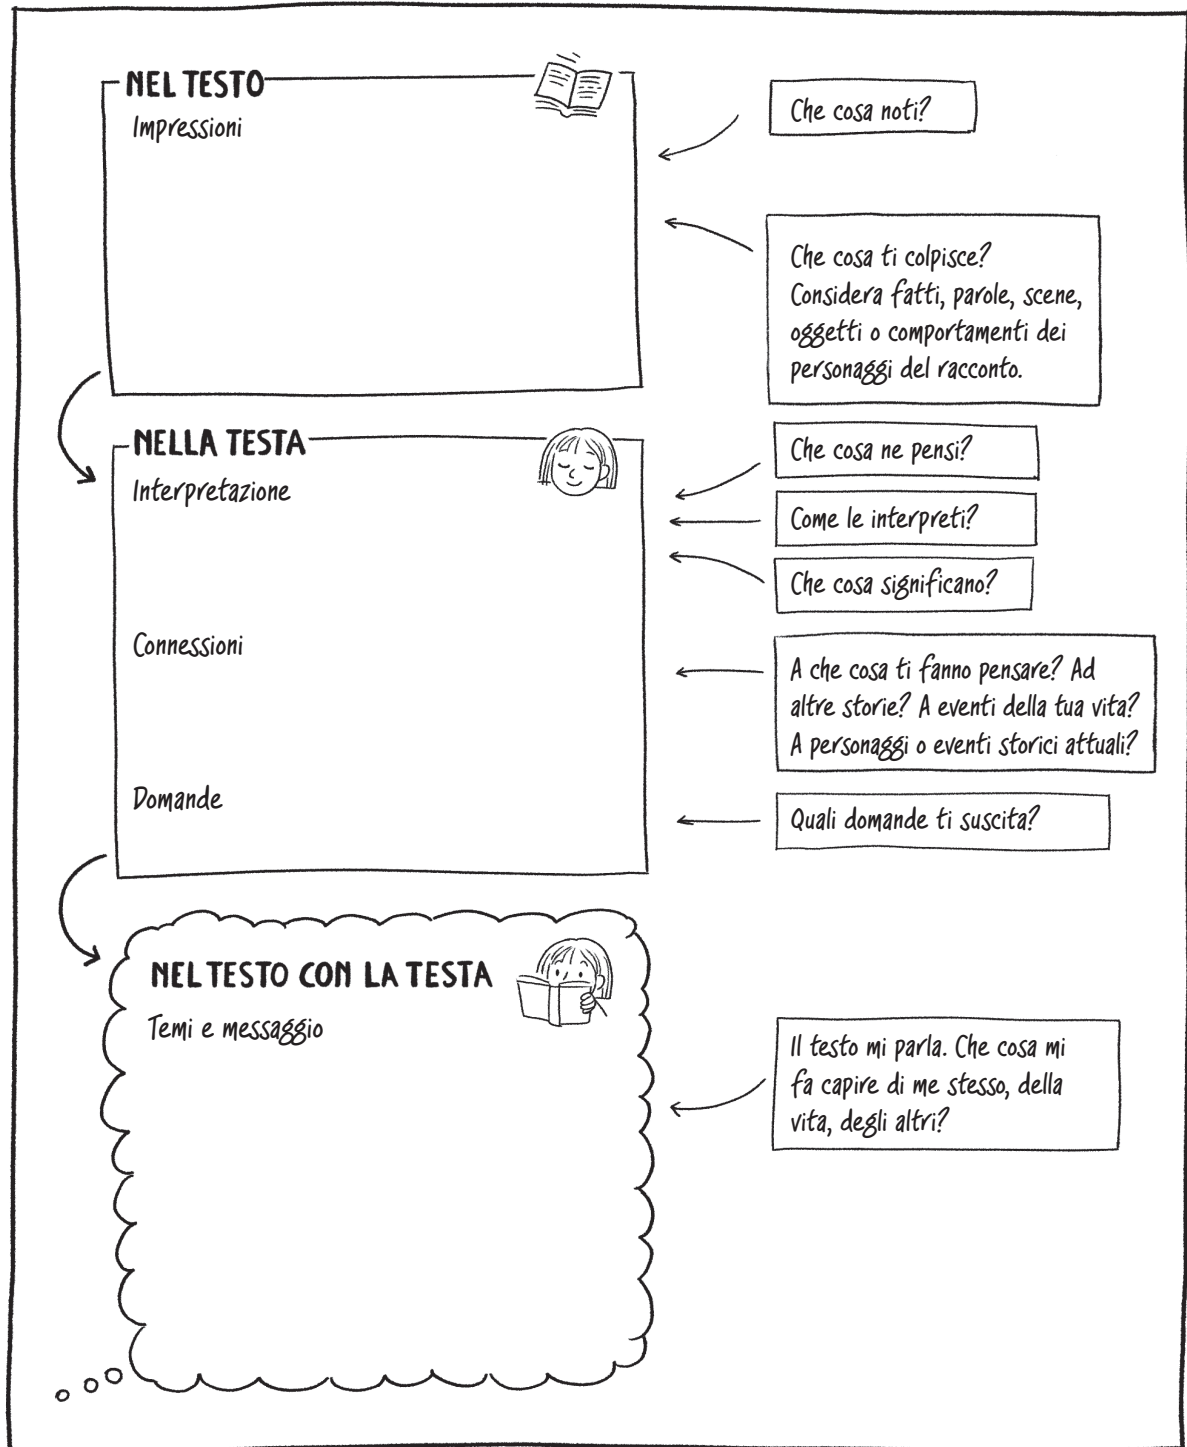 NEL TESTO
Impressioni
Che cosa noti?
Che cosa ti colpisce?
Considera fatti, parole, scene,
oggetti o comportamenti dei
personaggi del racconto.
NELLA TESTA
Interpretazione
Che cosa ne pensi?
Come le interpreti?
Che cosa significano?
Connessioni
A che cosa ti fanno pensare? Ad
altre storie? A eventi della tua vita?
A personaggi o eventi storici attuali?
Domande
Quali domande ti suscita?
NEL TESTO CON LA TESTA
Temi e messaggio
Il testo mi parla. Che cosa mi
fa capire di me stesso, della
vita, degli altri?